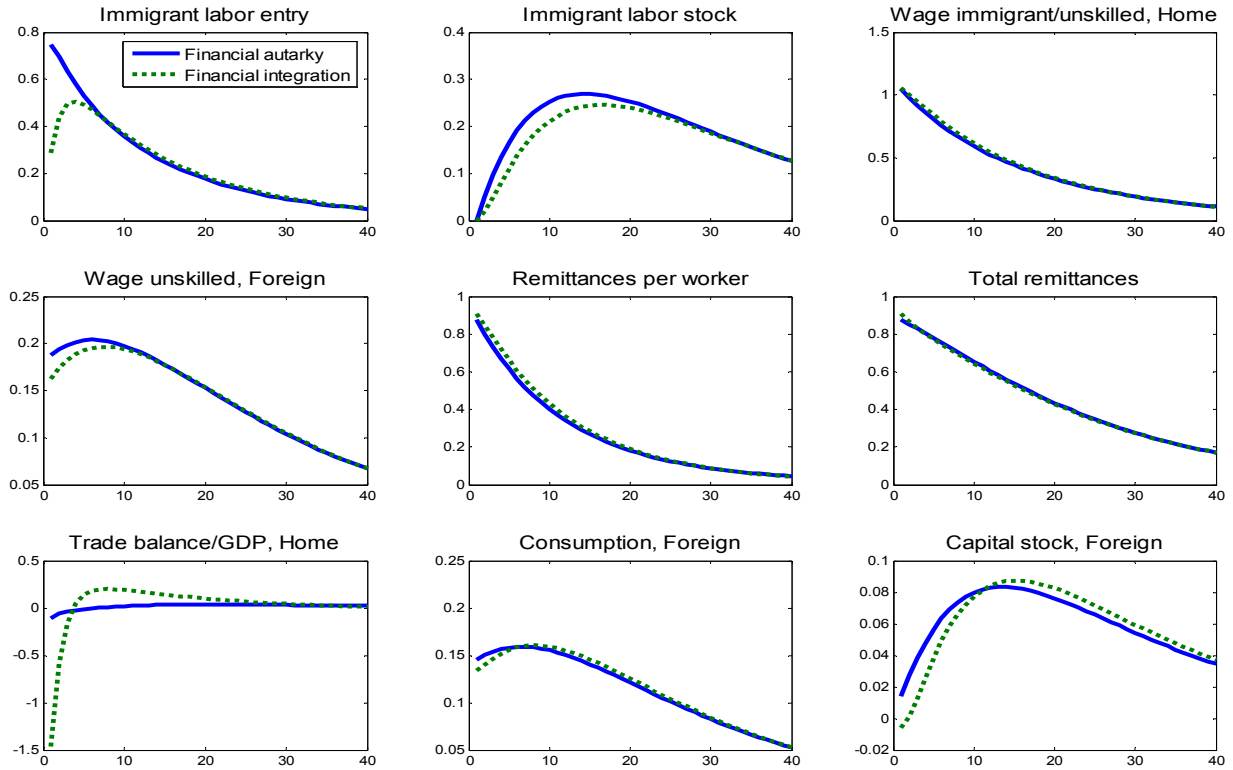 Immigrant labor entry
0.8
0.6
0.4
0.2
0
0 10 20 30 40
Financial autarky
Financial integration
Immigrant labor stock
0.4
0.3
0.2
0.1
0
0 10 20 30 40
Wage immigrant/unskilled, Home
1.5
1
0.5
0
0 10 20 30 40
Wage unskilled, Foreign
0.25
0.2
0.15
0.1
0.05
0 10 20 30 40
Remittances per worker
1
0.8
0.6
0.4
0.2
0
0 10 20 30 40
Total remittances
1
0.8
0.6
0.4
0.2
0
0 10 20 30 40
Trade balance/GDP, Home
0.5
0
-0.5
-1
-1.5
0 10 20 30 40
Consumption, Foreign
0.25
0.2
0.15
0.1
0.05
0 10 20 30 40
Capital stock, Foreign
0.1
0.08
0.06
0.04
0.02
0
-0.02
0 10 20 30 40